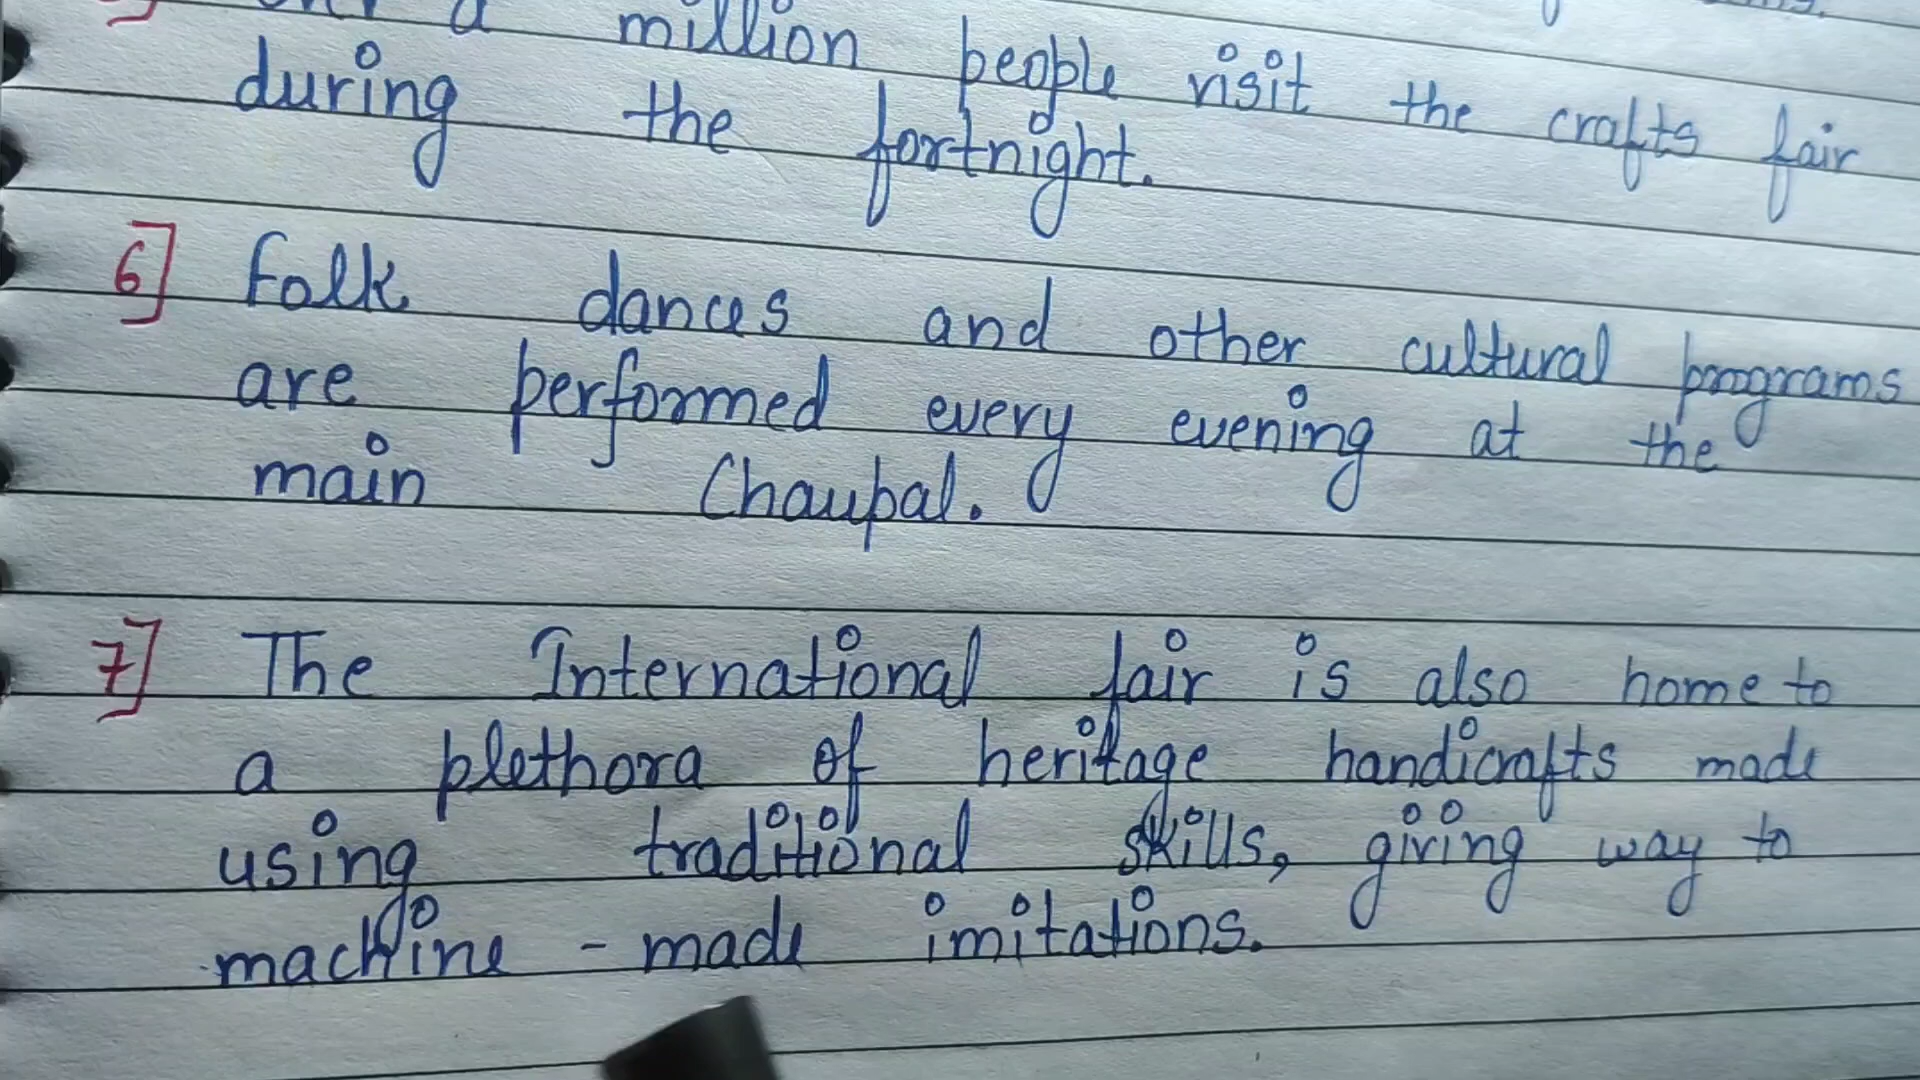 a million people visit the crafts fair
during the fortnight.
6] Folk dances and other cultural programs
are performed every evening at the
main Chaupal.
7] The International fair is also home to
a plethora of heritage handicrafts made
using traditional skills, giving way to
machine - made imitations.